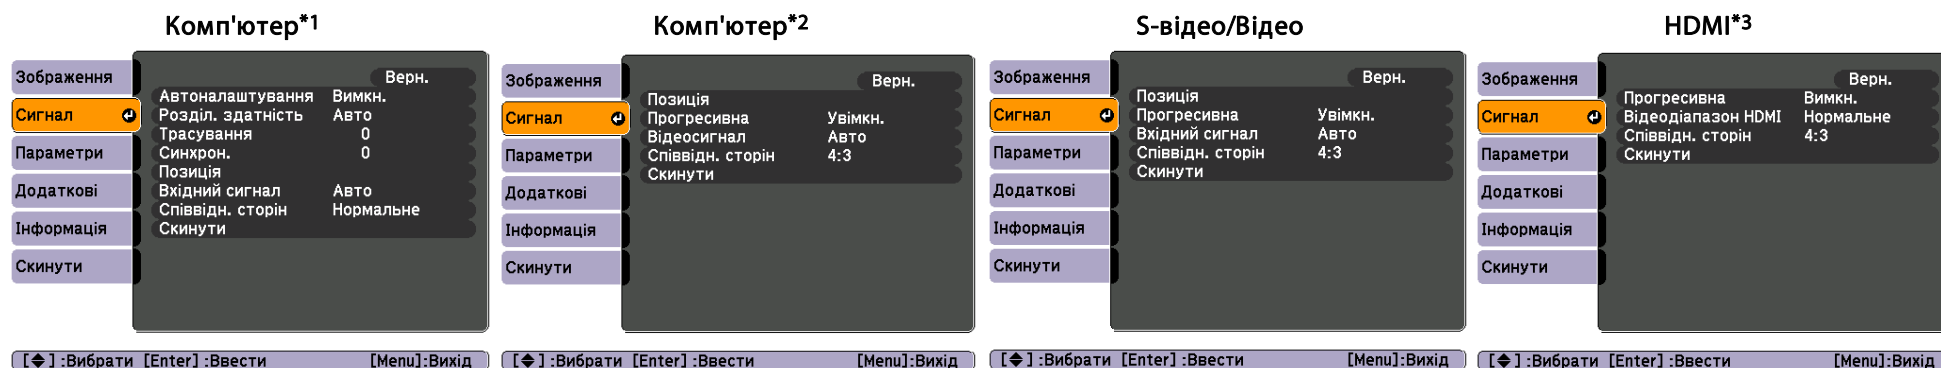 Комп'ютер*1
Зображення
Сигнал
Параметри
Додаткові
Інформація
Скинути
Верн.
Автоналаштування Вимкн.
Розділ. здатність Авто
Трасування 0
Синхрон. 0
Позиція
Вхідний сигнал Авто
Співвідн. сторін Нормальне
Скинути
[◆] :Вибрати [Enter] :Ввести [Menu]:Вихід
Комп'ютер*2
Зображення
Сигнал
Параметри
Додаткові
Інформація
Скинути
Верн.
Позиція
Прогресивна Увімкн.
Відеосигнал Авто
Співвідн. сторін 4:3
Скинути
[◆] :Вибрати [Enter] :Ввести [Menu]:Вихід
S-відео/Відео
Зображення
Сигнал
Параметри
Додаткові
Інформація
Скинути
Верн.
Позиція
Прогресивна Увімкн.
Вхідний сигнал Авто
Співвідн. сторін 4:3
Скинути
[◆] :Вибрати [Enter] :Ввести [Menu]:Вихід
HDMI*3
Зображення
Сигнал
Параметри
Додаткові
Інформація
Скинути
Верн.
Прогресивна Вимкн.
Відеодіапазон HDMI Нормальне
Співвідн. сторін 4:3
Скинути
[◆] :Вибрати [Enter] :Ввести [Menu]:Вихід